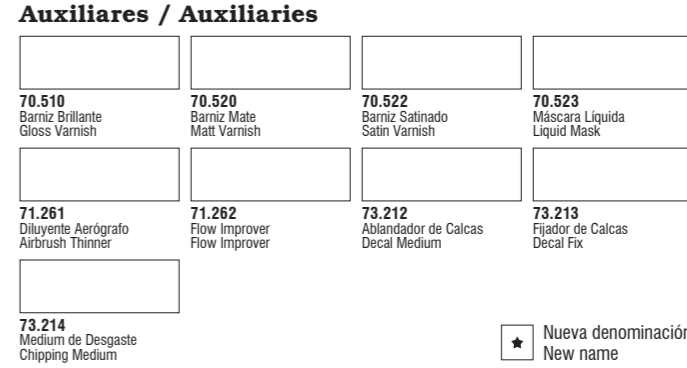 Auxiliares / Auxiliaries
70.510
Barniz Brillante
Gloss Varnish
70.520
Barniz Mate
Matt Varnish
70.522
Barniz Satinado
Satin Varnish
70.523
Máscara Líquida
Liquid Mask
71.261
Diluyente Aerógrafo
Airbrush Thinner
71.262
Flow Improver
Flow Improver
73.212
Ablandador de Calcas
Decal Medium
73.213
Fijador de Calcas
Decal Fix
73.214
Medium de Desgaste
Chipping Medium
Nueva denominación
New name